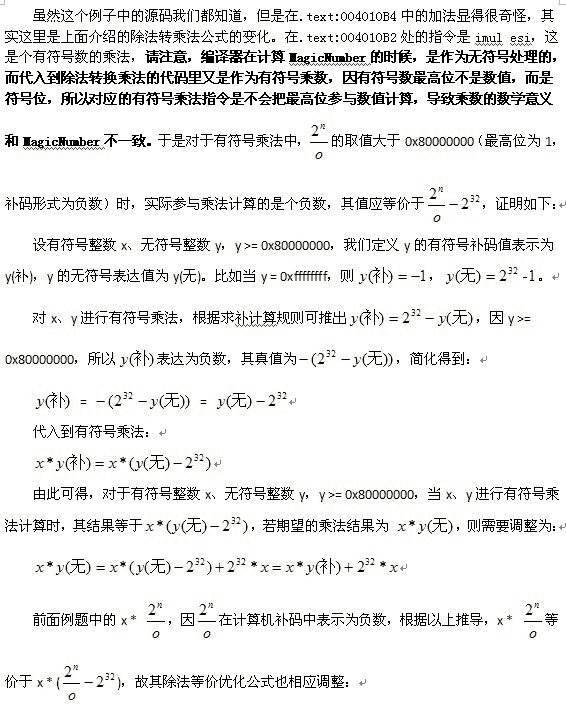 虽然这个例子中的源码我们都知道，但是在.text:004010B4中的加法显得很奇怪，其
实这里是上面介绍的除法转乘法公式的变化。在.text:004010B2处的指令是imul esi，这
是个有符号数的乘法，请注意，编译器在计算MagicNumber的时候，是作为无符号处理的，
而代入到除法转换乘法的代码里又是作为有符号乘数，因有符号数最高位不是数值，而是
符号位，所以对应的有符号乘法指令是不会把最高位参与数值计算，导致乘数的数学意义
和MagicNumber不一致。于是对于有符号乘法中，2^n/o 的取值大于0x80000000（最高位为1，
补码形式为负数）时，实际参与乘法计算的是个负数，其值应等价于 2^n/o − 2^32，证明如下：
设有符号整数x、无符号整数y，y >= 0x80000000，我们定义y的有符号补码值表示为
y(补)，y的无符号表达值为y(无)。比如当y = 0xffffffff，则 y(补) = −1， y(无) = 2^32 -1。
对x、y进行有符号乘法，根据求补计算规则可推出 y(补) = 2^32 − y(无)，因y >=
0x80000000，所以 y(补) 表达为负数，其真值为 −(2^32 − y(无))，简化得到：
y(补) = −(2^32 − y(无)) = y(无) − 2^32
代入到有符号乘法：
x * y(补) = x * (y(无) − 2^32)
由此可得，对于有符号整数x、无符号整数y，y >= 0x80000000，当x、y进行有符号乘
法计算时，其结果等于 x * (y(无) − 2^32)，若期望的乘法结果为 x * y(无)，则需要调整为：
x * y(无) = x * (y(无) − 2^32) + 2^32 * x = x * y(补) + 2^32 * x
前面例题中的x * 2^n/o，因 2^n/o 在计算机补码中表示为负数，根据以上推导，x * 2^n/o 等
价于x * (2^n/o − 2^32)，故其除法等价优化公式也相应调整：